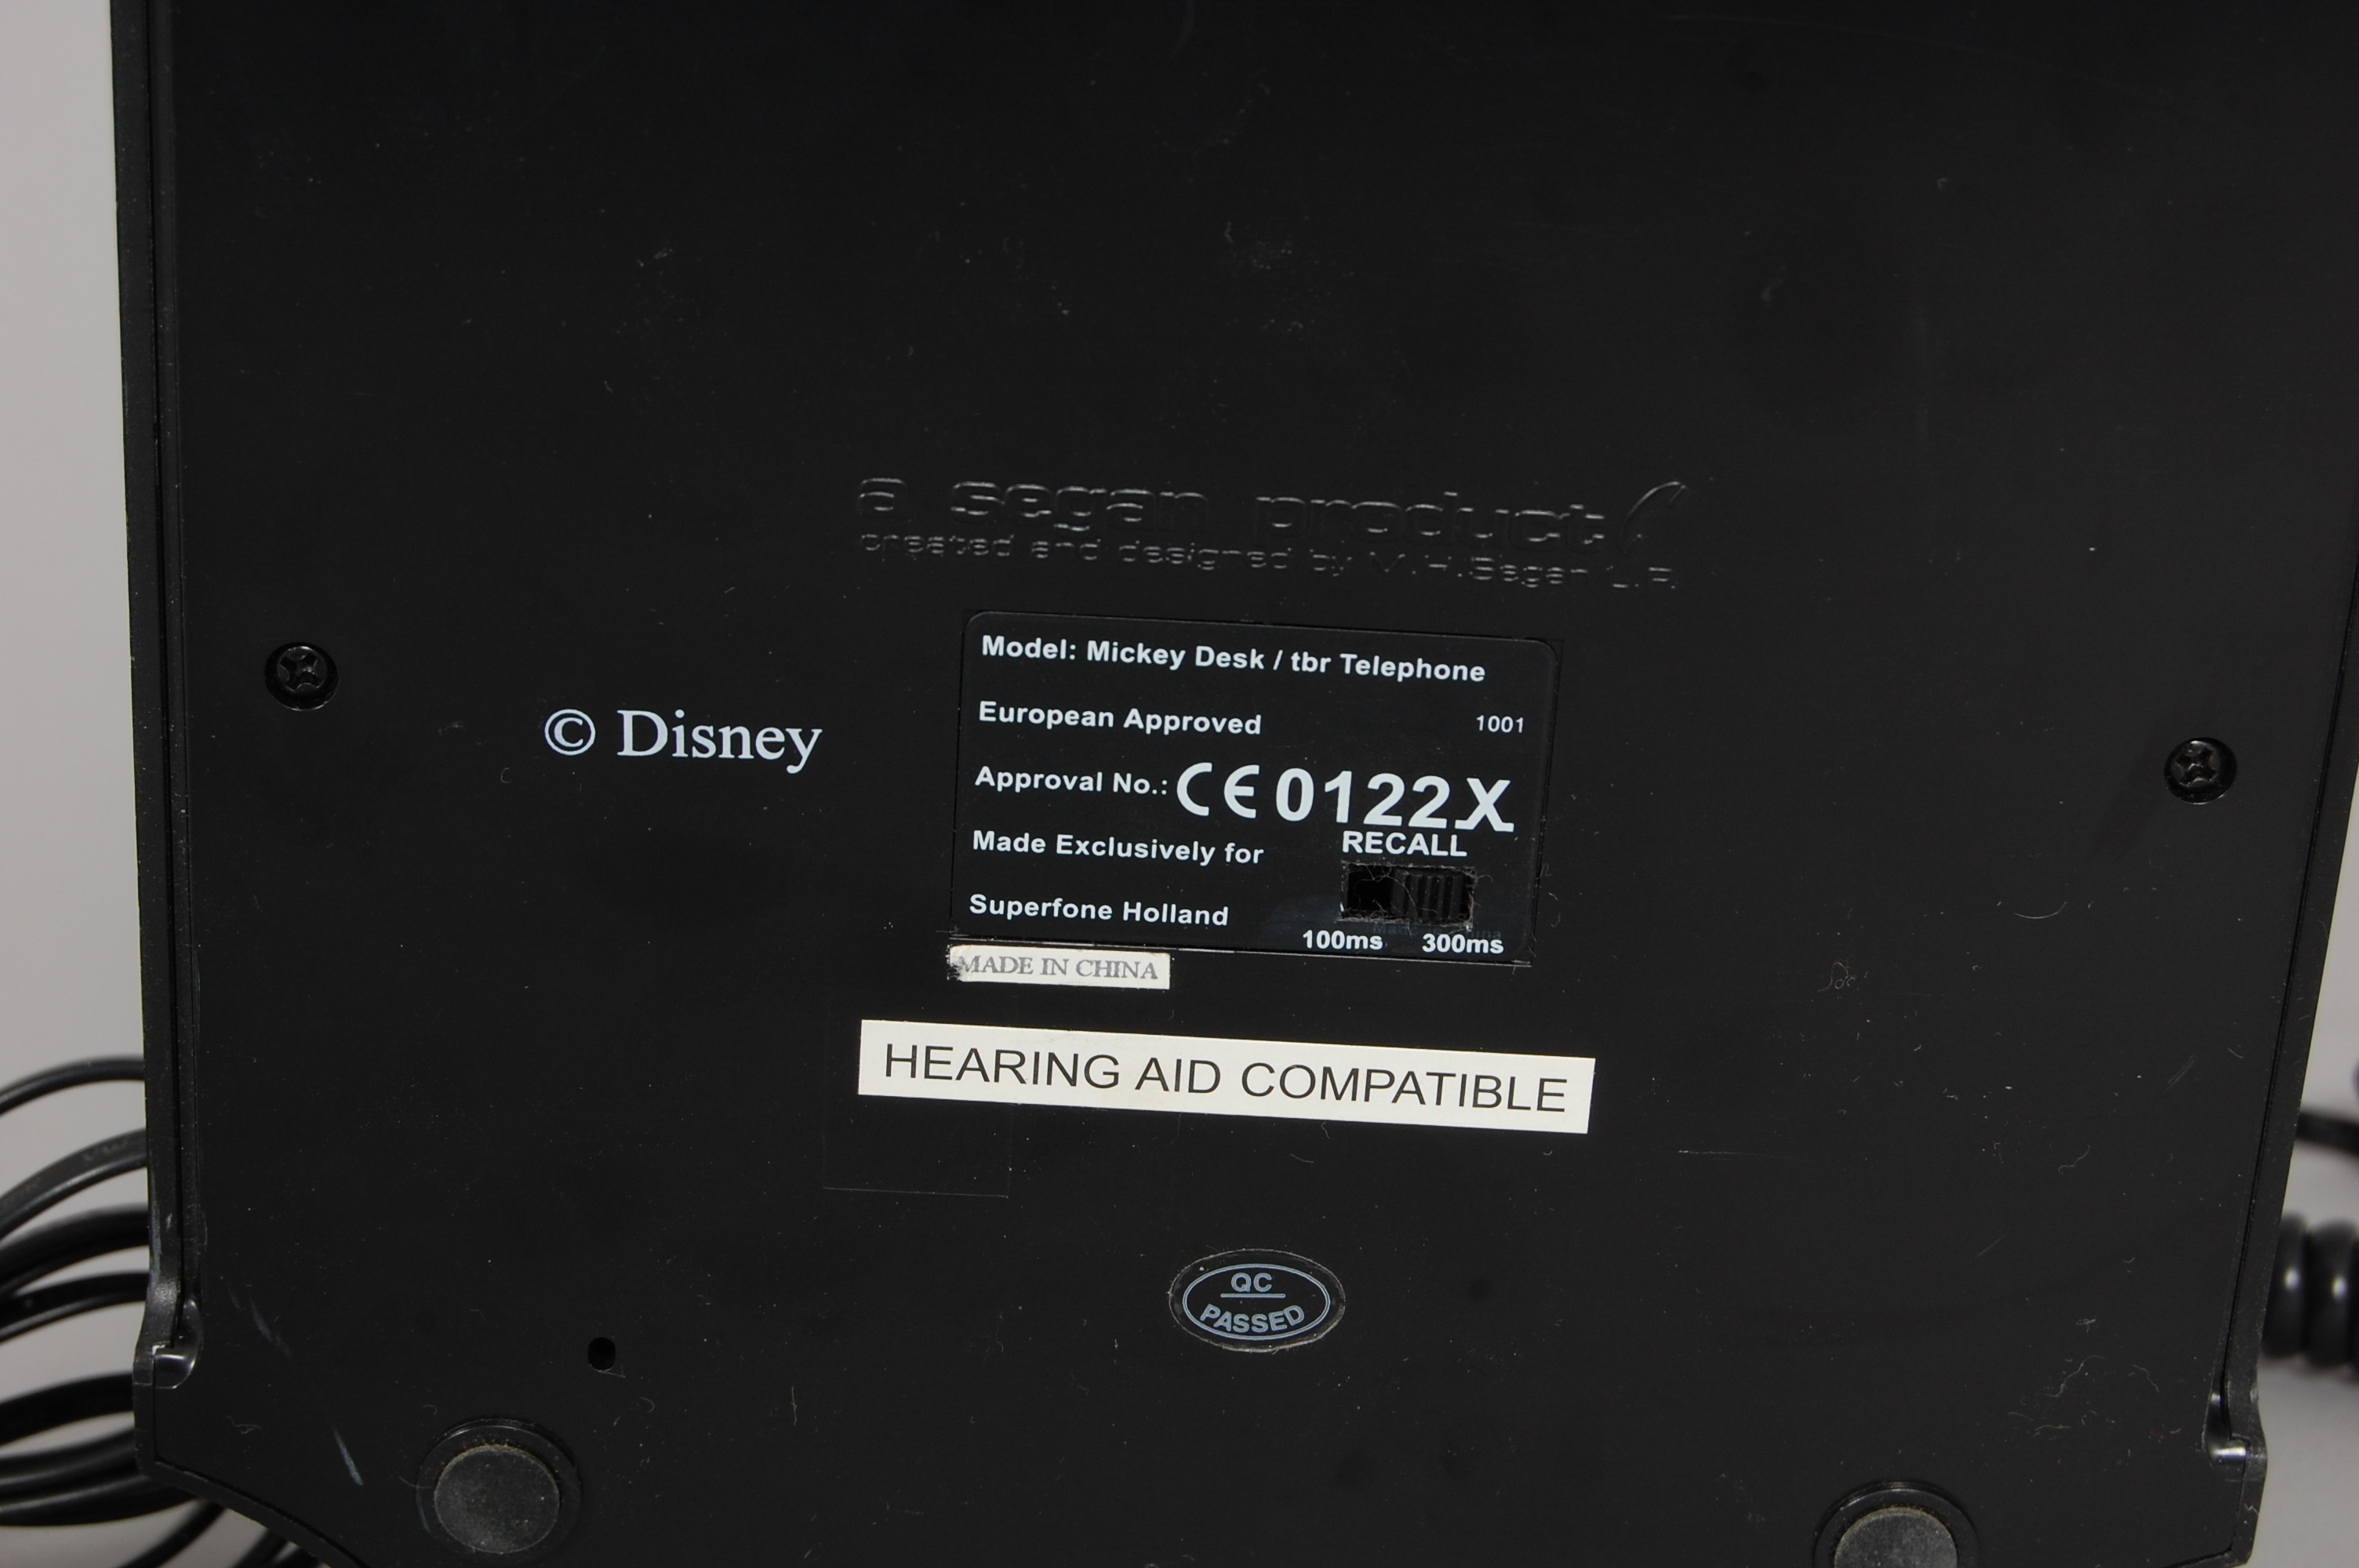 a segan product
created and designed by M.H.Segan L.P.
Model: Mickey Desk / tbr Telephone
European Approved 1001
© Disney
Approval No.: CE 0122X
Made Exclusively for
RECALL
Superfone Holland
100ms 300ms
MADE IN CHINA
HEARING AID COMPATIBLE
QC
PASSED